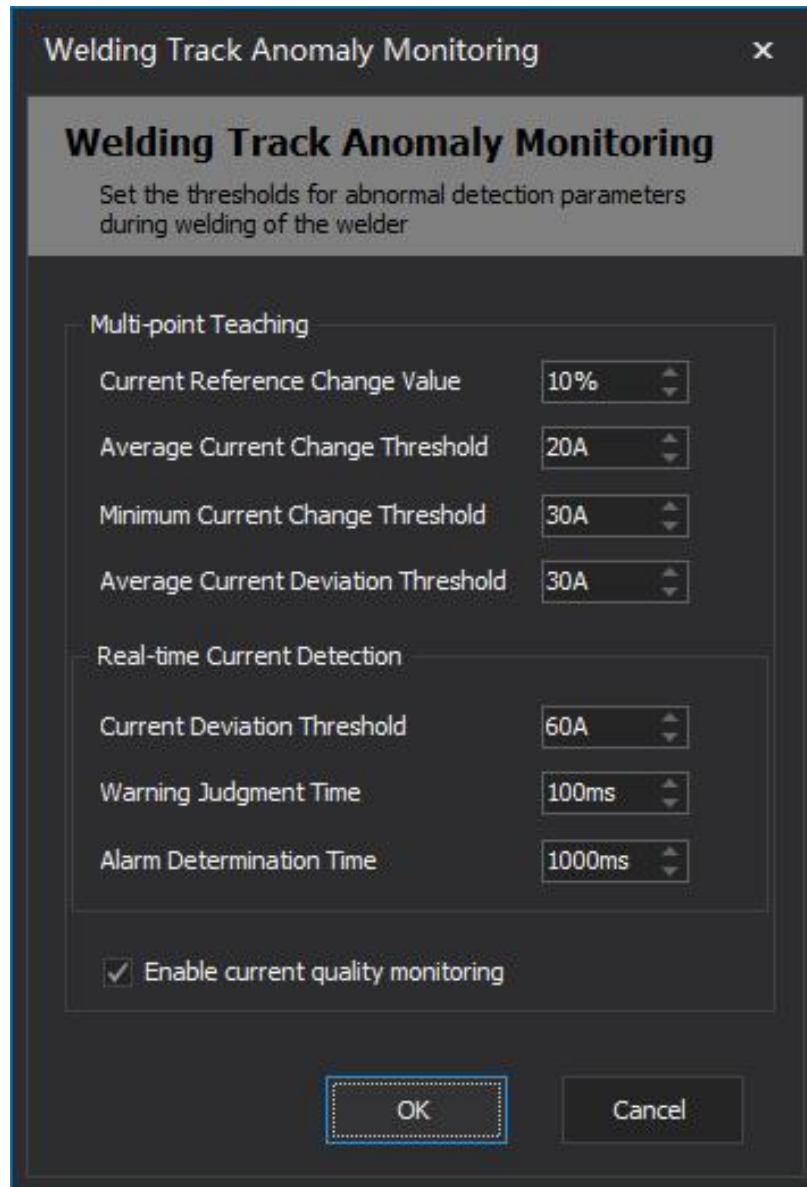 Welding Track Anomaly Monitoring
Welding Track Anomaly Monitoring
Set the thresholds for abnormal detection parameters
during welding of the welder
Multi-point Teaching
Current Reference Change Value 10%
Average Current Change Threshold 20A
Minimum Current Change Threshold 30A
Average Current Deviation Threshold 30A
Real-time Current Detection
Current Deviation Threshold 60A
Warning Judgment Time 100ms
Alarm Determination Time 1000ms
Enable current quality monitoring
OK Cancel